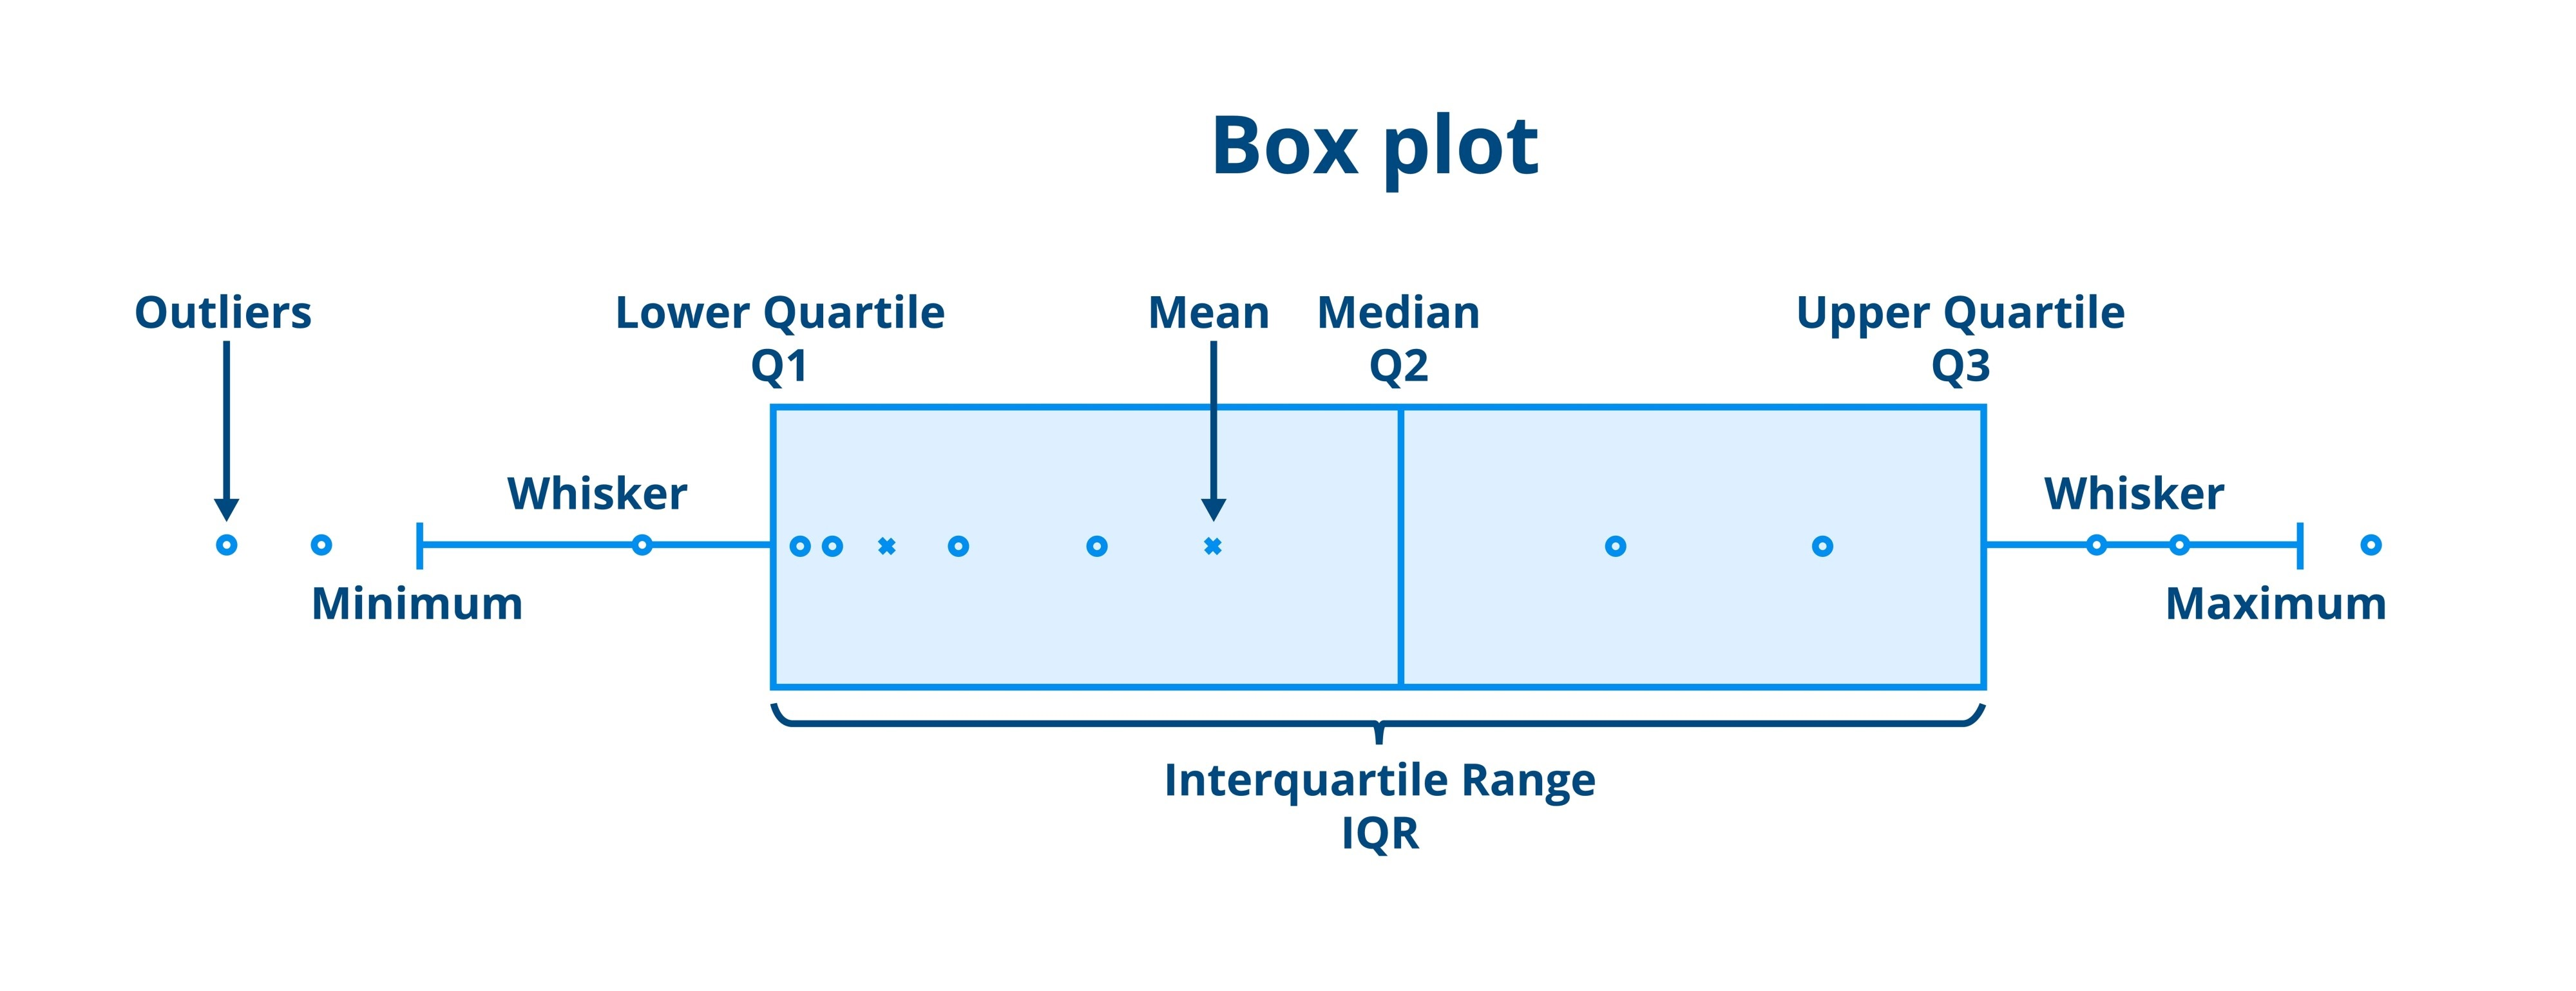 Box plot
Outliers
Lower Quartile
Q1
Mean
Median
Q2
Upper Quartile
Q3
Whisker
Whisker
Minimum
Maximum
Interquartile Range
IQR